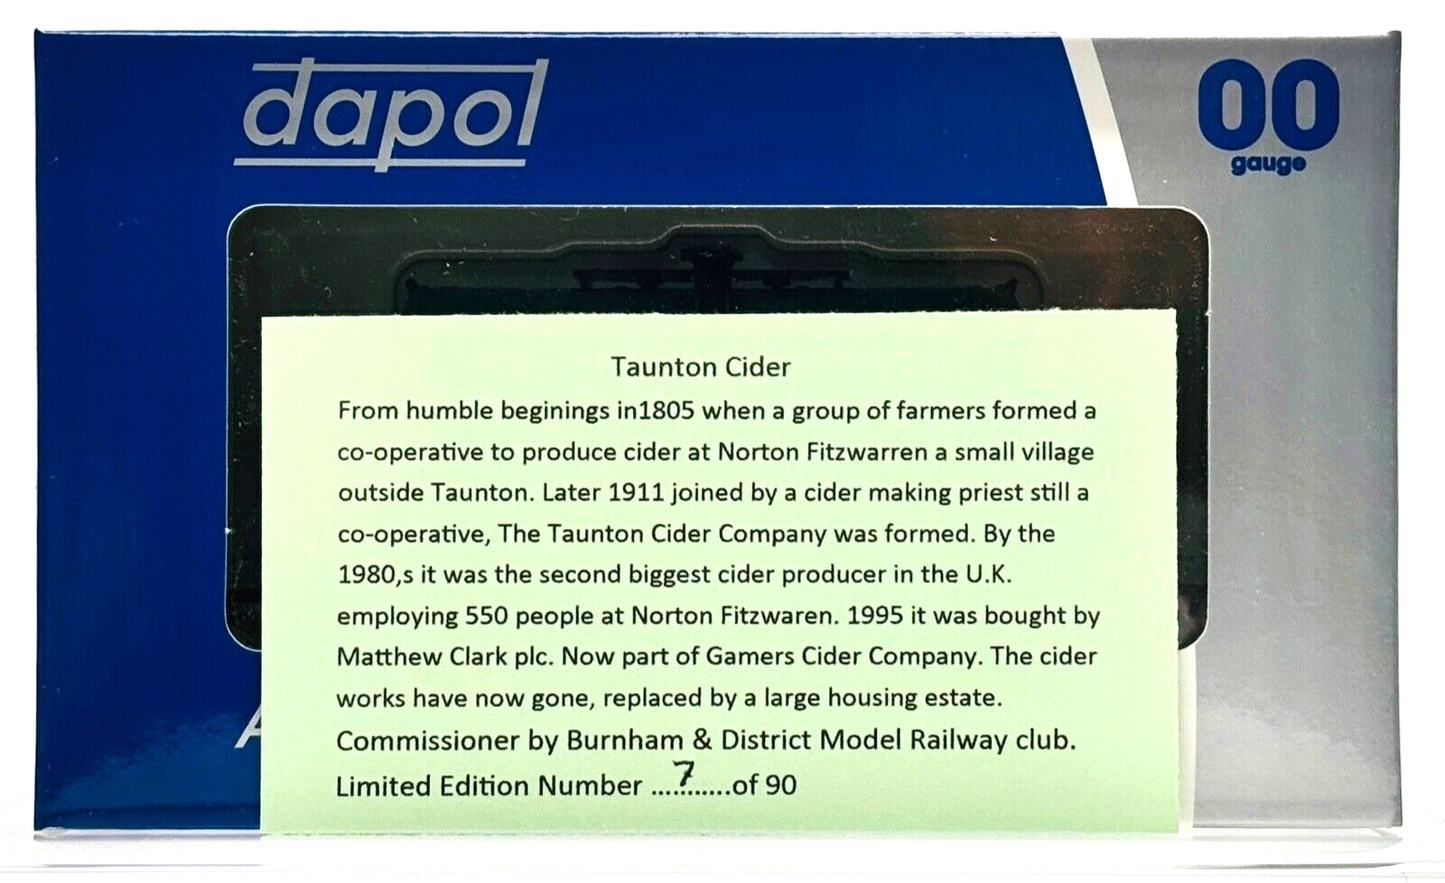 dapol
00
gauge
Taunton Cider
From humble beginings in1805 when a group of farmers formed a
co-operative to produce cider at Norton Fitzwarren a small village
outside Taunton. Later 1911 joined by a cider making priest still a
co-operative, The Taunton Cider Company was formed. By the
1980,s it was the second biggest cider producer in the U.K.
employing 550 people at Norton Fitzwaren. 1995 it was bought by
Matthew Clark plc. Now part of Gamers Cider Company. The cider
works have now gone, replaced by a large housing estate.
Commissioner by Burnham & District Model Railway club.
Limited Edition Number ...7......of 90